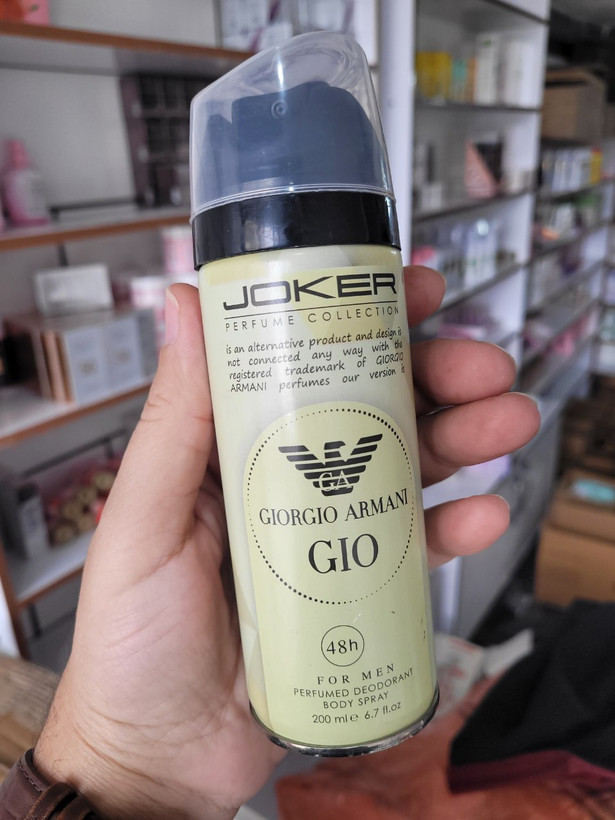 JOKER
PERFUME COLLECTION
is an alternative product and design is
not connected any way with the
registered trademark of GIORGIO
ARMANI perfumes our version is
GA
GIORGIO ARMANI
GIO
48h
FOR MEN
PERFUMED DEODORANT
BODY SPRAY
200 ml e 6.7 fl.oz